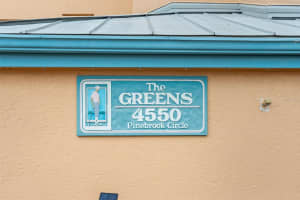 The
GREENS
4550
Pinebrook Circle